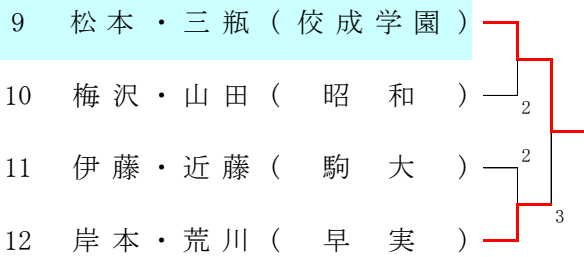 9 松本・三瓶（佼成学園）
10 梅沢・山田（昭和）
2
11 伊藤・近藤（駒大）
2
12 岸本・荒川（早実）
3